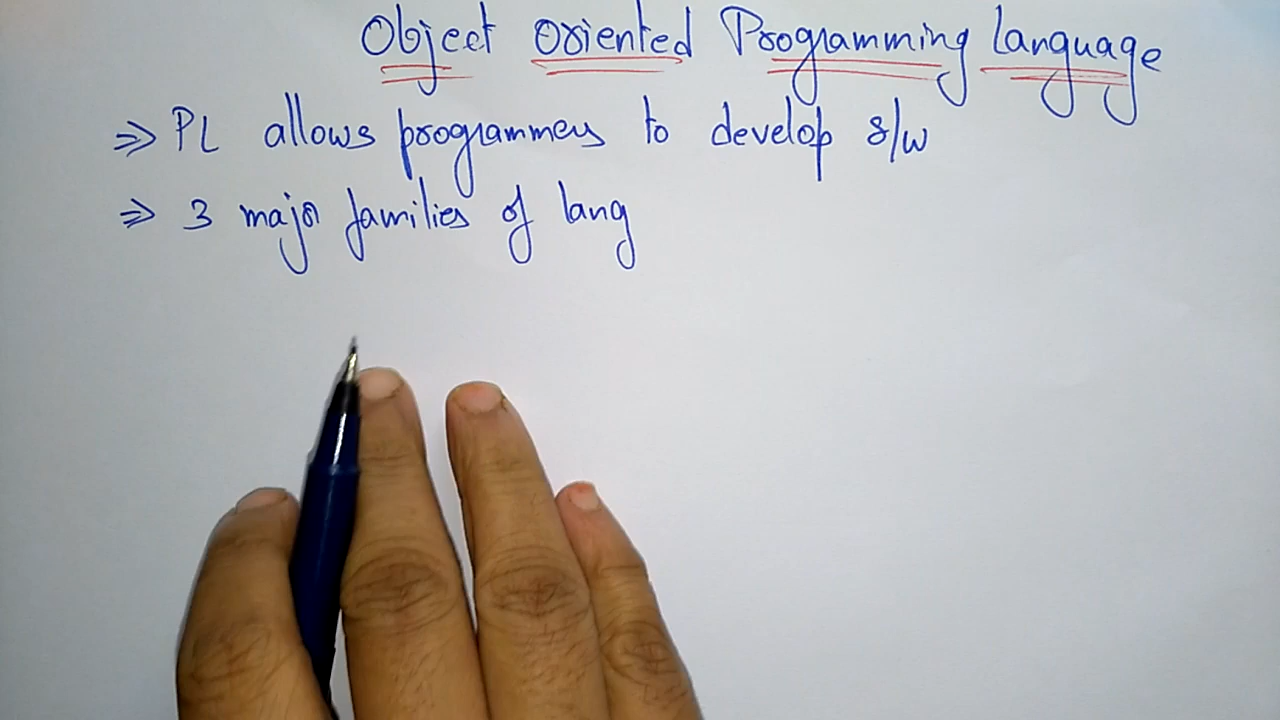 Object Oriented Programming Language
⇒ PL allows programmers to develop s/w
⇒ 3 major families of lang